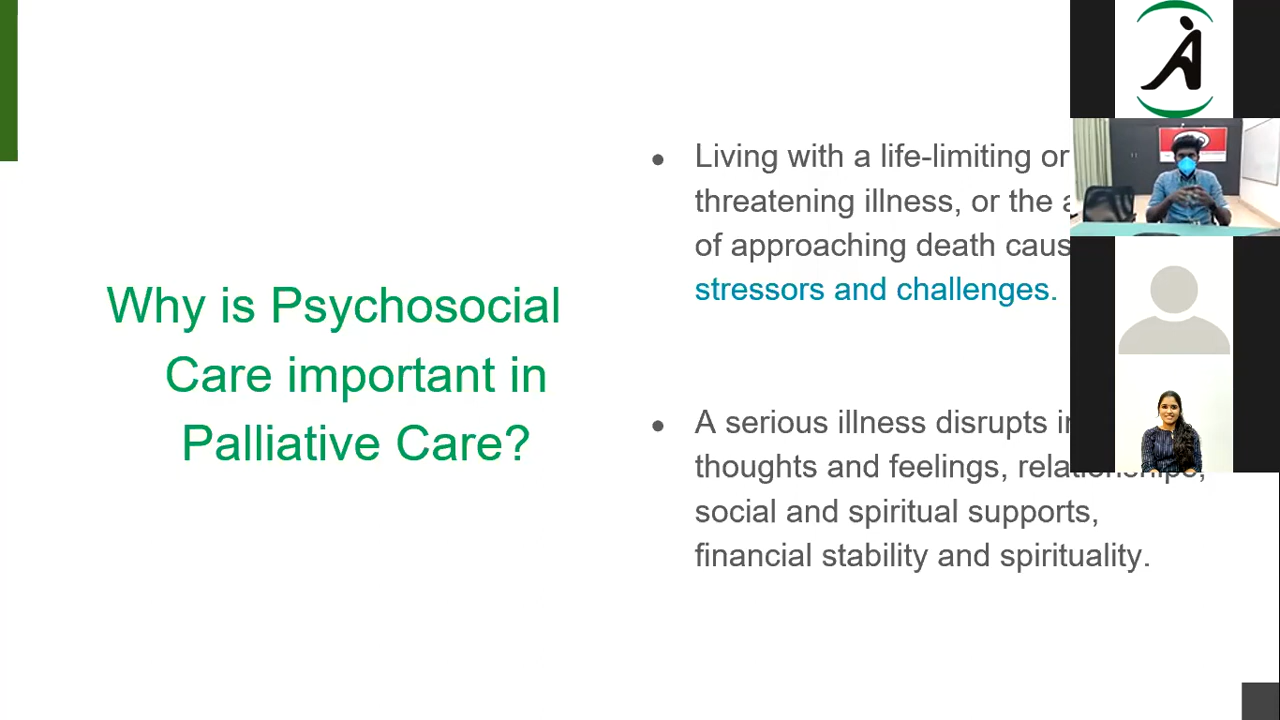 Why is Psychosocial
Care important in
Palliative Care?
● Living with a life-limiting or
threatening illness, or the
of approaching death
stressors and challenges.
● A serious illness disrupts
thoughts and feelings, relationships,
social and spiritual supports,
financial stability and spirituality.